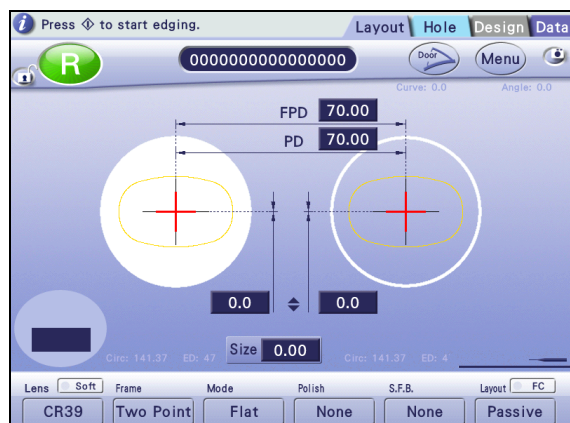 Press to start edging.
Layout Hole Design Data
R 0000000000000000 Door Menu
Curve: 0.0 Angle: 0.0
FPD 70.00
PD 70.00
0.0 0.0
Size 0.00
Circ: 141.37 ED: 47 Circ: 141.37 ED: 4
Lens Soft Frame Mode Polish S.F.B. Layout FC
CR39 Two Point Flat None None Passive